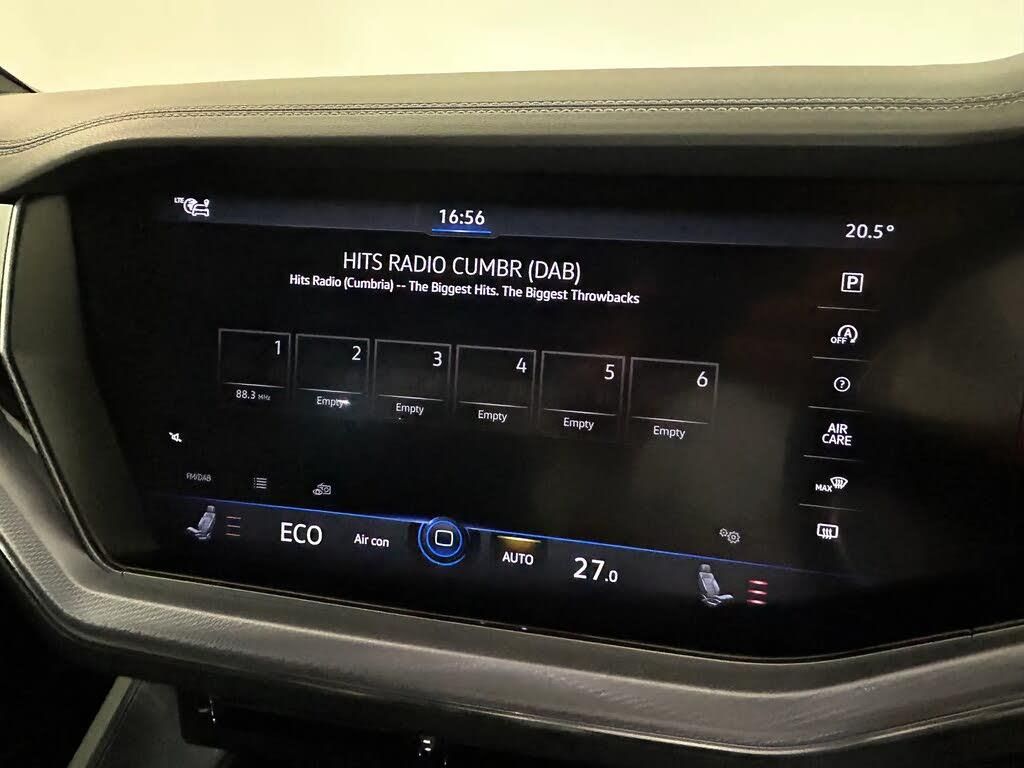 LTE
16:56
20.5°
HITS RADIO CUMBR (DAB)
Hits Radio (Cumbria) -- The Biggest Hits. The Biggest Throwbacks
P
A
OFF
?
AIR
CARE
MAX
1
2
3
4
5
6
88.3 MHz
Empty
Empty
Empty
Empty
Empty
FM/DAB
ECO
Air con
AUTO
27.0